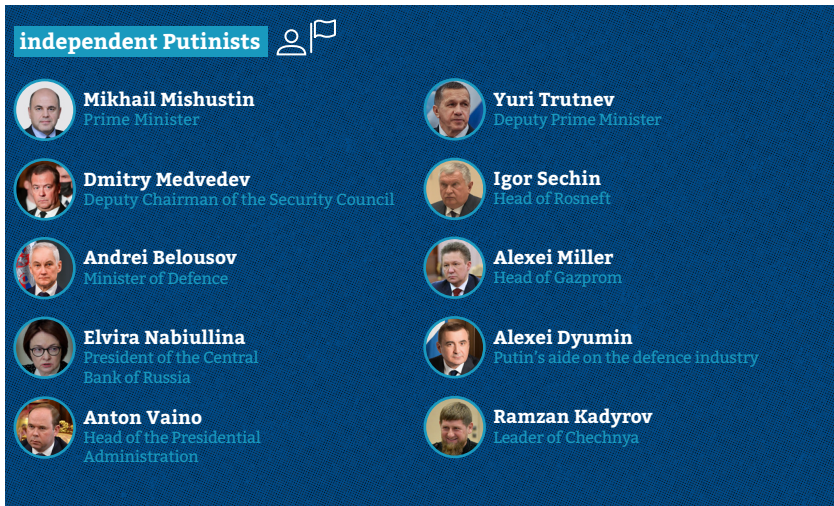 independent Putinists
Mikhail Mishustin
Prime Minister
Dmitry Medvedev
Deputy Chairman of the Security Council
Andrei Belousov
Minister of Defence
Elvira Nabiullina
President of the Central
Bank of Russia
Anton Vaino
Head of the Presidential
Administration
Yuri Trutnev
Deputy Prime Minister
Igor Sechin
Head of Rosneft
Alexei Miller
Head of Gazprom
Alexei Dyumin
Putin's aide on the defence industry
Ramzan Kadyrov
Leader of Chechnya